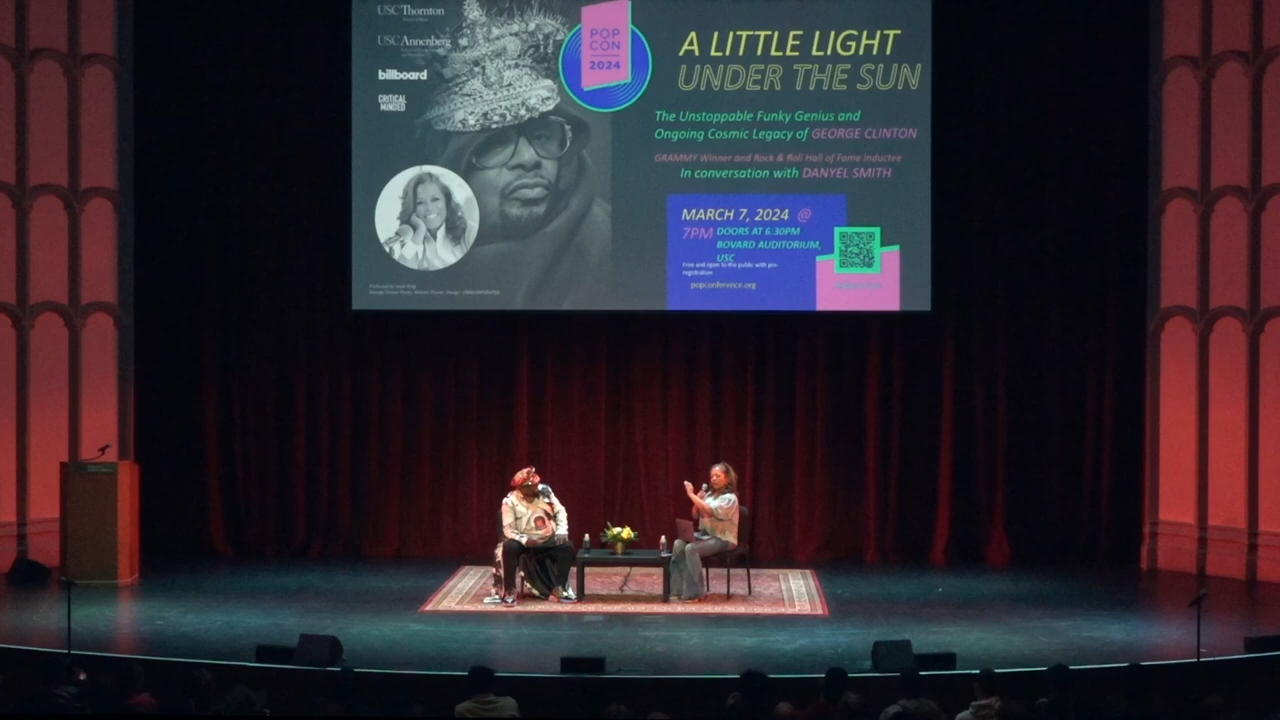 USC Thornton
USC Annenberg
billboard
CRITICAL
MINDED
POP
CON
2024
A LITTLE LIGHT
UNDER THE SUN
The Unstoppable Funky Genius and
Ongoing Cosmic Legacy of GEORGE CLINTON
GRAMMY Winner and Rock & Roll Hall of Fame inductee
In conversation with DANYEL SMITH
MARCH 7, 2024 @
7PM DOORS AT 6:30PM
BOVARD AUDITORIUM,
USC
Free and open to the public with pre-
registration
popconference.org